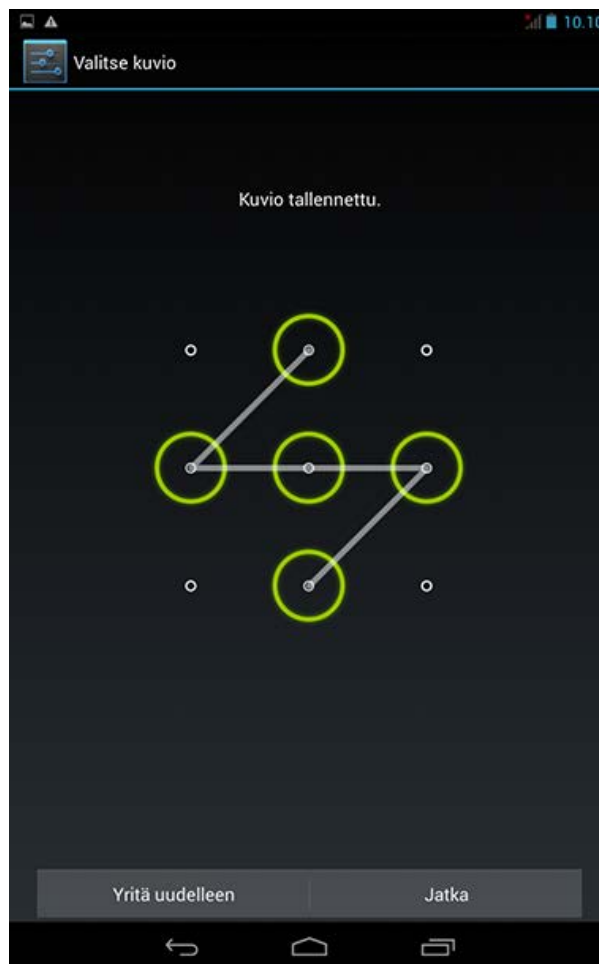 10.10
Valitse kuvio
Kuvio tallennettu.
Yritä uudelleen
Jatka